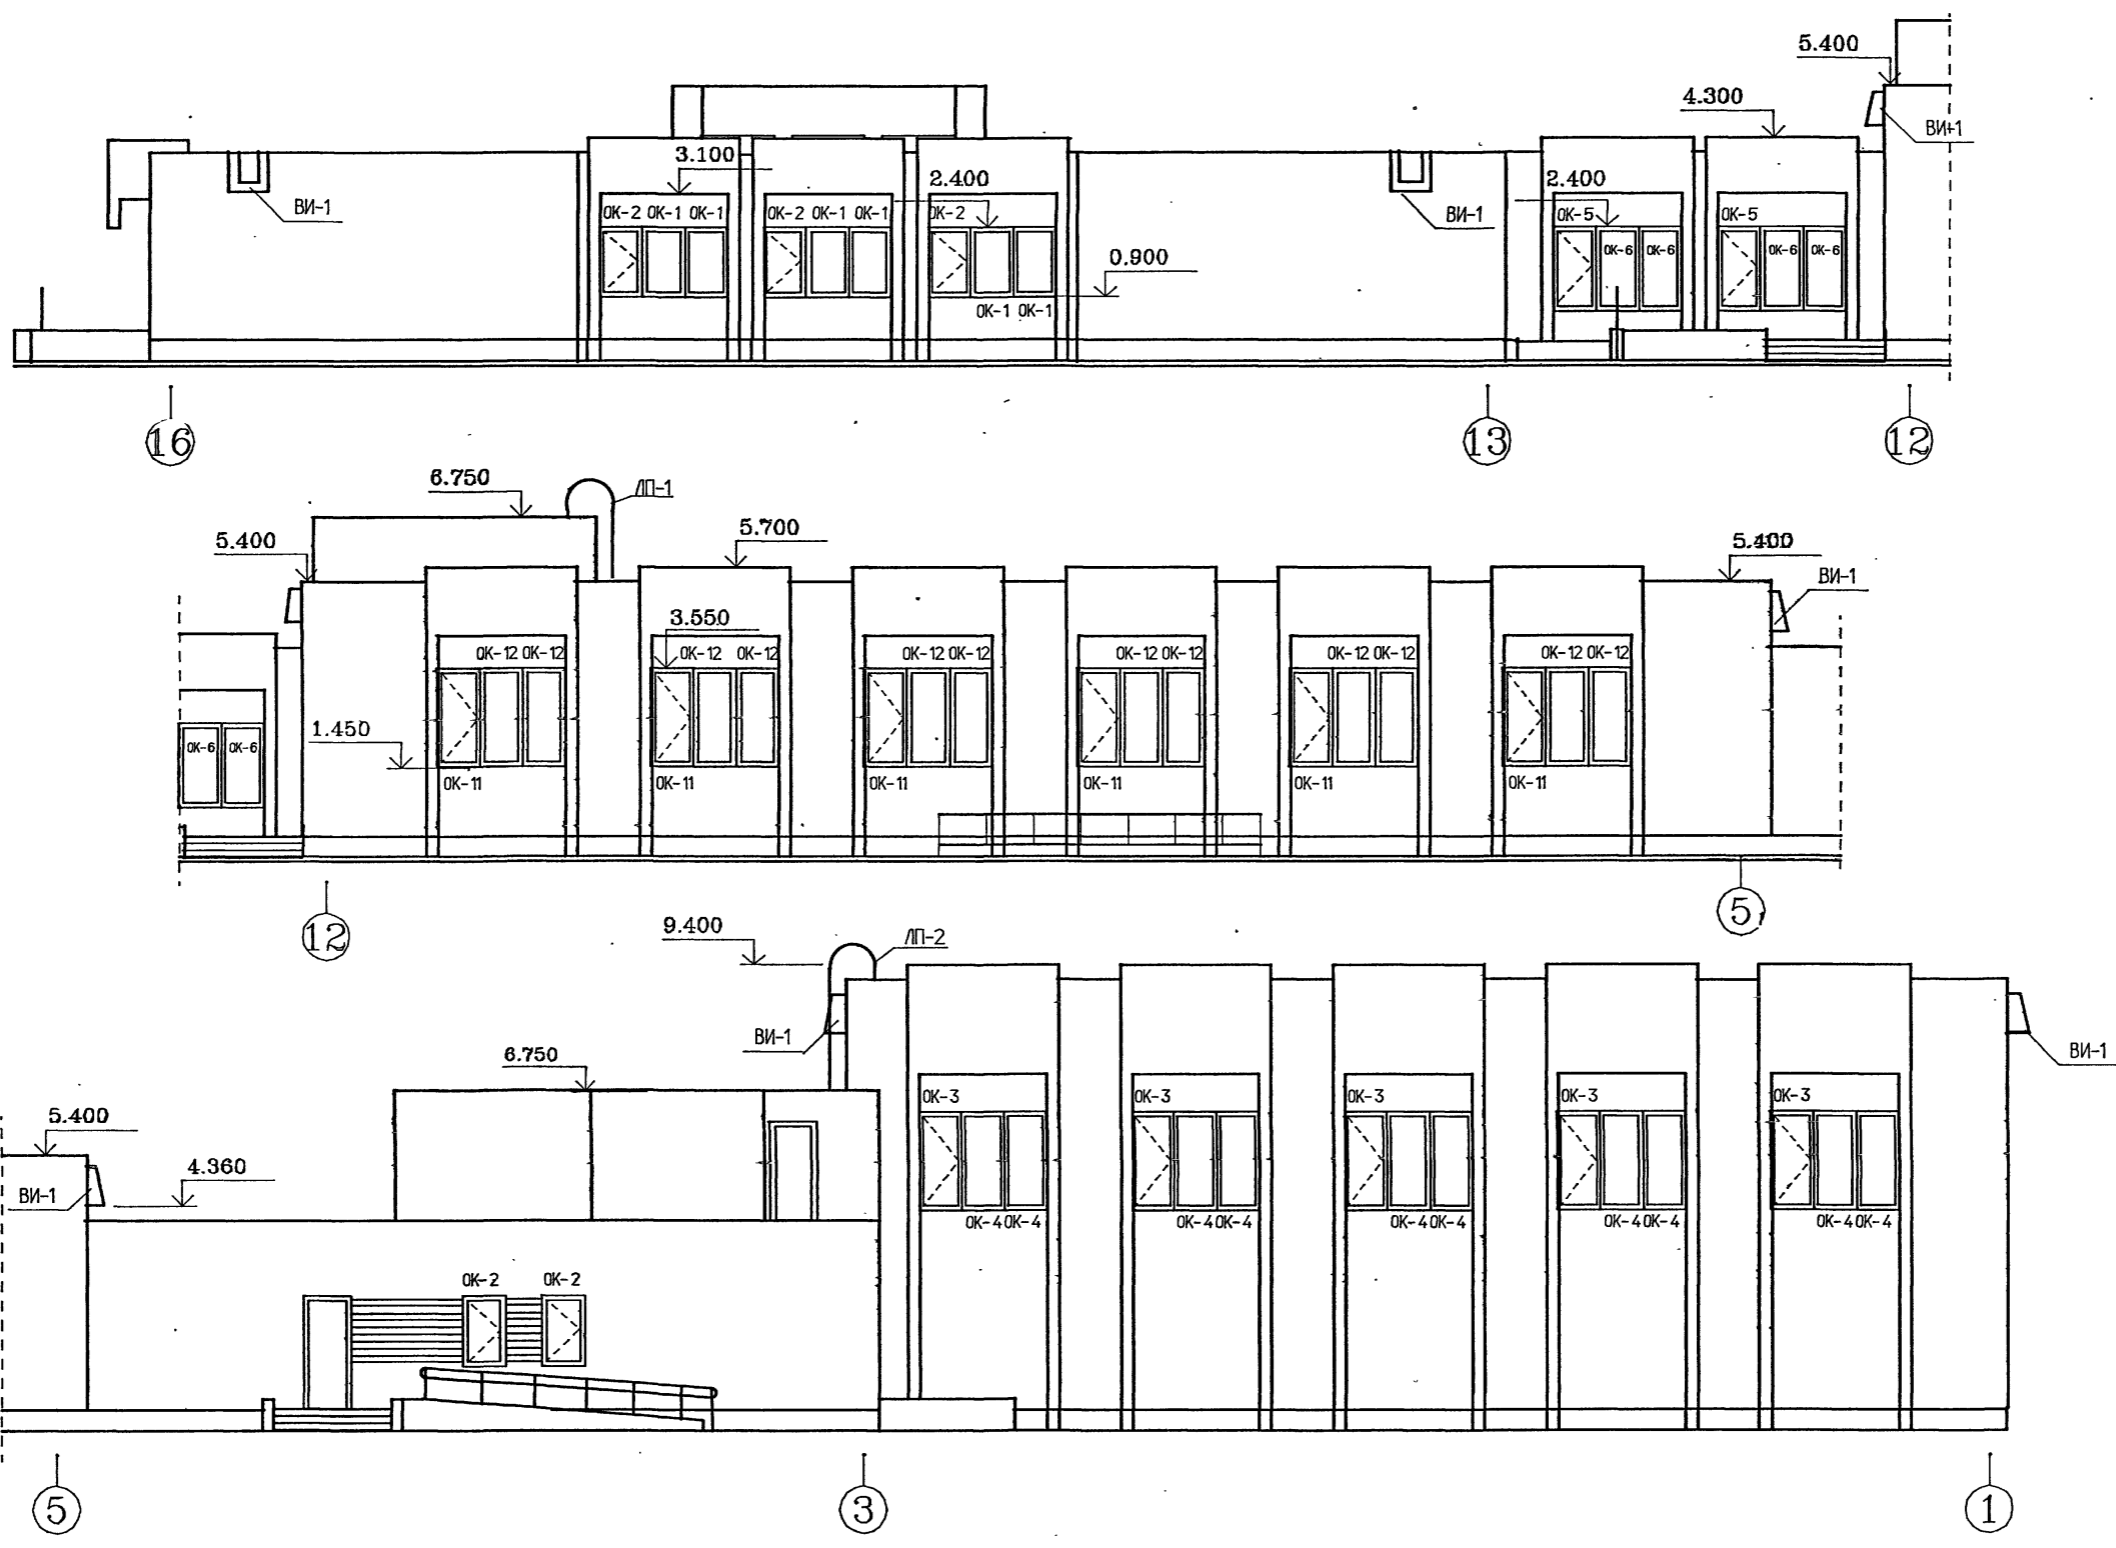 5.400
4.300
ВИ-1
3.100
2.400
2.400
ВИ-1
ОК-2 ОК-1 ОК-1
ОК-2 ОК-1 ОК-1
ОК-2
ВИ-1
ОК-5
ОК-5
ОК-6 ОК-6
ОК-6 ОК-6
0.900
ОК-1 ОК-1
16
13
12
6.750
ЛП-1
5.400
5.700
5.400
ВИ-1
3.550
ОК-12 ОК-12
ОК-12 ОК-12
ОК-12 ОК-12
ОК-12 ОК-12
ОК-12 ОК-12
ОК-12 ОК-12
1.450
ОК-6 ОК-6
ОК-11
ОК-11
ОК-11
ОК-11
ОК-11
ОК-11
12
5
9.400
ЛП-2
ВИ-1
ВИ-1
6.750
ОК-3
ОК-3
ОК-3
ОК-3
ОК-3
5.400
4.360
ВИ-1
ОК-4 ОК-4
ОК-4 ОК-4
ОК-4 ОК-4
ОК-4 ОК-4
ОК-4 ОК-4
ОК-2
ОК-2
5
3
1